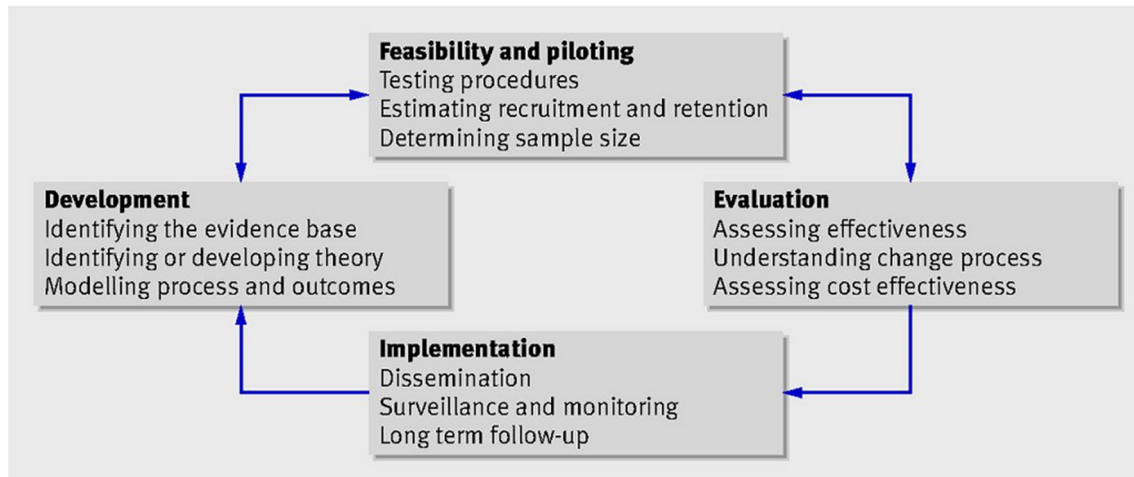 Feasibility and piloting
Testing procedures
Estimating recruitment and retention
Determining sample size
Development
Identifying the evidence base
Identifying or developing theory
Modelling process and outcomes
Evaluation
Assessing effectiveness
Understanding change process
Assessing cost effectiveness
Implementation
Dissemination
Surveillance and monitoring
Long term follow-up